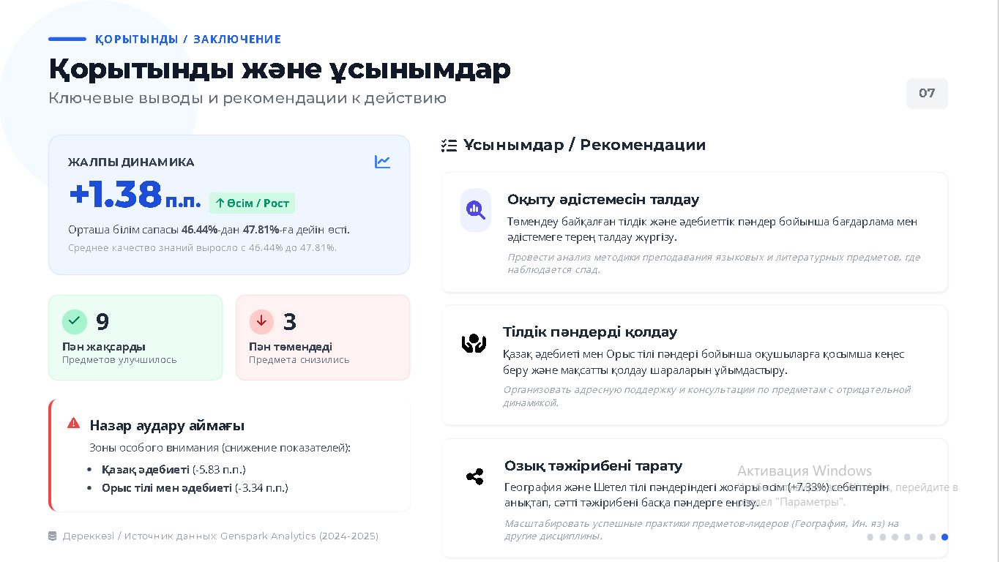 ҚОРЫТЫНДЫ / ЗАКЛЮЧЕНИЕ
Қорытынды және ұсынымдар
Ключевые выводы и рекомендации к действию
07
ЖАЛПЫ ДИНАМИКА
+1.38 п.п. ↑ Өсім / Рост
Орташа білім сапасы 46.44%-дан 47.81%-ға дейін өсті.
Среднее качество знаний выросло с 46.44% до 47.81%.
9
Пән жақсарды
Предметов улучшилось
3
Пән төмендеді
Предмета снизились
Назар аудару аймағы
Зоны особого внимания (снижение показателей):
• Қазақ әдебиеті (-5.83 п.п.)
• Орыс тілі мен әдебиеті (-3.34 п.п.)
Дереккөзі / Источник данных: Genspark Analytics (2024-2025)
Ұсынымдар / Рекомендации
Оқыту әдістемесін талдау
Төмендеу байқалған тілдік және әдебиеттік пәндер бойынша бағдарлама мен
әдістемеге терең талдау жүргізу.
Провести анализ методики преподавания языковых и литературных предметов, где
наблюдается спад.
Тілдік пәндерді қолдау
Қазақ әдебиеті мен Орыс тілі пәндері бойынша оқушыларға қосымша кеңес
беру және мақсатты қолдау шараларын ұйымдастыру.
Организовать адресную поддержку и консультации по предметам с отрицательной
динамикой.
Озық тәжірибені тарату
География және Шетел тілі пәндеріндегі жоғары өсім (+7.33%) себептерін
анықтап, сәтті тәжірибені басқа пәндерге енгізу.
Масштабировать успешные практики предметов-лидеров (География, Ин. яз) на
другие дисциплины.
Активация Windows
перейдите в
раздел "Параметры".